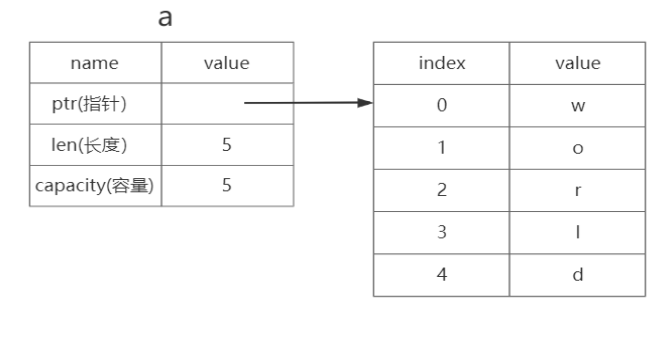 a
name value
ptr(指针)
len(长度) 5
capacity(容量) 5
index value
0 w
1 o
2 r
3 l
4 d